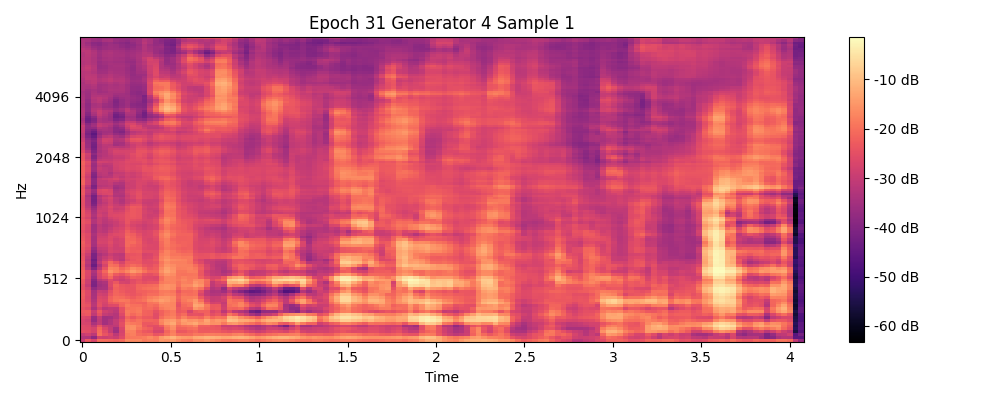 Epoch 31 Generator 4 Sample 1
Hz
4096
2048
1024
512
0
0
0.5
1
1.5
2
2.5
3
3.5
4
Time
-10 dB
-20 dB
-30 dB
-40 dB
-50 dB
-60 dB